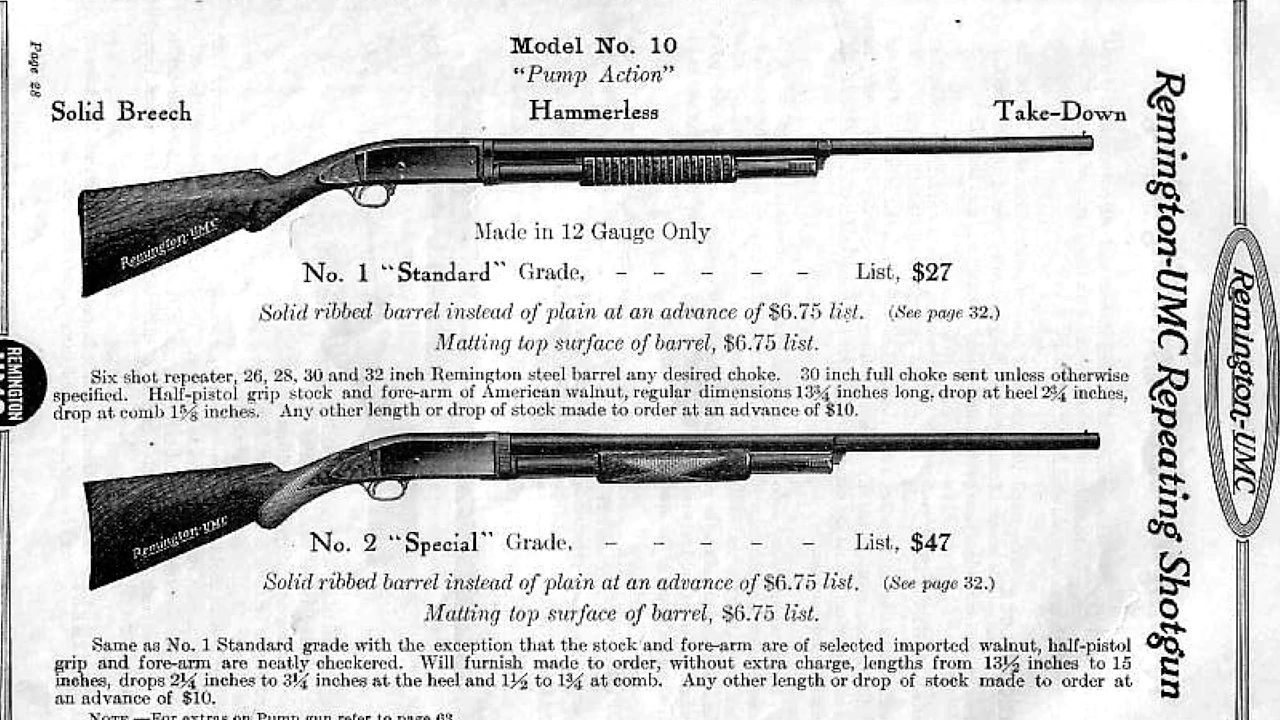 Page 28
Model No. 10
"Pump Action"
Solid Breech Hammerless Take-Down
Remington-UMC
Made in 12 Gauge Only
No. 1 "Standard" Grade, - - - - - List, $27
Solid ribbed barrel instead of plain at an advance of $6.75 list. (See page 32.)
Matting top surface of barrel, $6.75 list.
Six shot repeater, 26, 28, 30 and 32 inch Remington steel barrel any desired choke. 30 inch full choke sent unless otherwise
specified. Half-pistol grip stock and fore-arm of American walnut, regular dimensions 13¾ inches long, drop at heel 2¾ inches,
drop at comb 1⅝ inches. Any other length or drop of stock made to order at an advance of $10.
Remington-UMC
No. 2 "Special" Grade, - - - - - List, $47
Solid ribbed barrel instead of plain at an advance of $6.75 list. (See page 32.)
Matting top surface of barrel, $6.75 list.
Same as No. 1 Standard grade with the exception that the stock and fore-arm are of selected imported walnut, half-pistol
grip and fore-arm are neatly checkered. Will furnish made to order, without extra charge, lengths from 13½ inches to 15
inches, drops 2¼ inches to 3¼ inches at the heel and 1½ to 1¾ at comb. Any other length or drop of stock made to order at
an advance of $10.
NOTE.—For extras on Pump gun refer to page 63
Remington-UMC Repeating Shotgun
Remington-UMC
REMINGTON